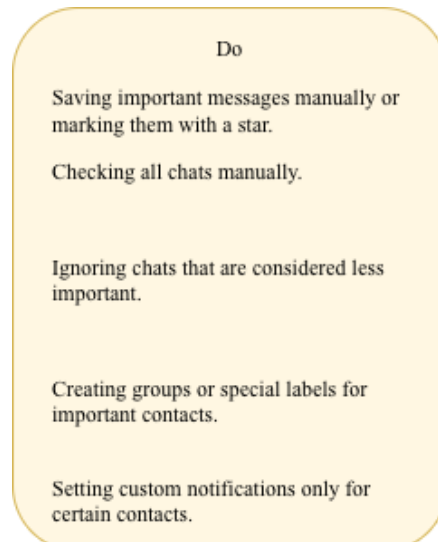 Do
Saving important messages manually or
marking them with a star.
Checking all chats manually.
Ignoring chats that are considered less
important.
Creating groups or special labels for
important contacts.
Setting custom notifications only for
certain contacts.